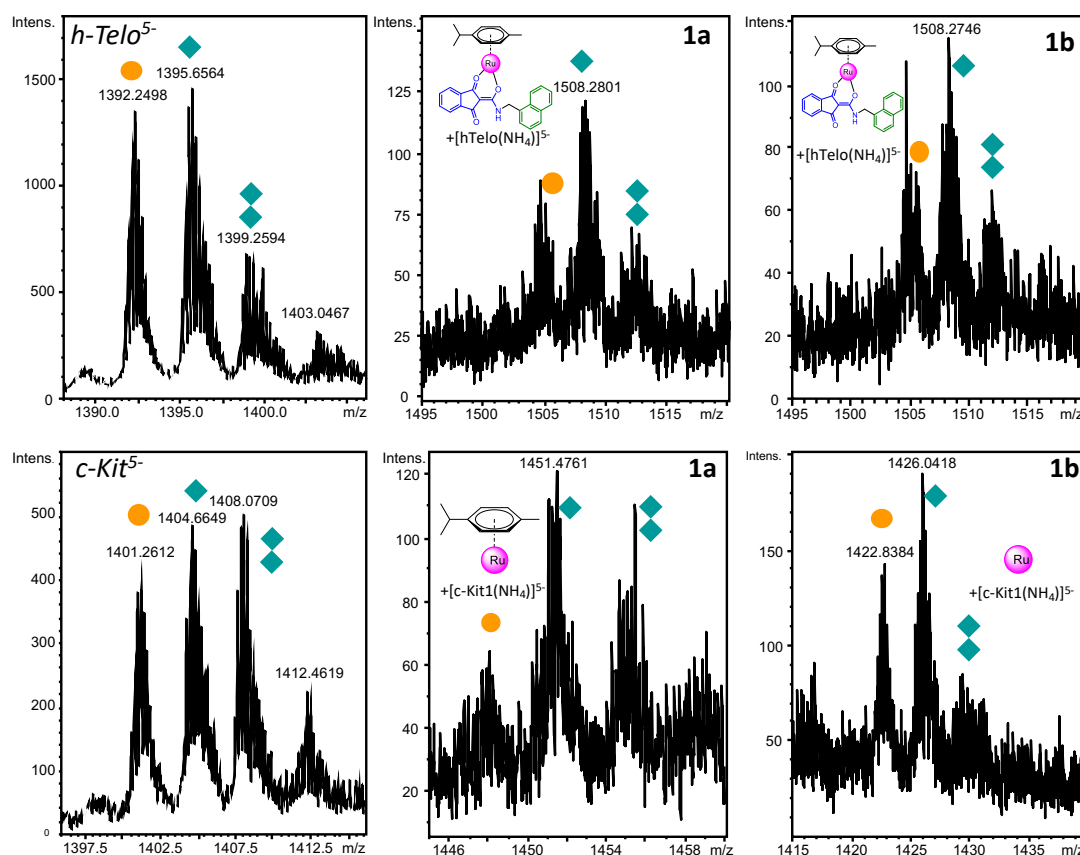 Intens.
h-Telo5-
1500
1000
500
0
1392.2498
1395.6564
1399.2594
1403.0467
1390.0
1395.0
1400.0
m/z
Intens.
1a
125
100
75
50
25
0
Ru
O
O
O
N
H
+[hTelo(NH4)]5-
1508.2801
1495
1500
1505
1510
1515
m/z
Intens.
1b
100
80
60
40
20
0
Ru
O
O
O
N
H
+[hTelo(NH4)]5-
1508.2746
1495
1500
1505
1510
1515
m/z
Intens.
c-Kit5-
500
400
300
200
100
0
1401.2612
1404.6649
1408.0709
1412.4619
1397.5
1402.5
1407.5
1412.5
m/z
Intens.
1a
120
100
80
60
40
20
1451.4761
Ru
+[c-Kit1(NH4)]5-
1446
1450
1454
1458
m/z
Intens.
1b
150
100
50
1422.8384
1426.0418
Ru
+[c-Kit1(NH4)]5-
1415
1420
1425
1430
1435
m/z